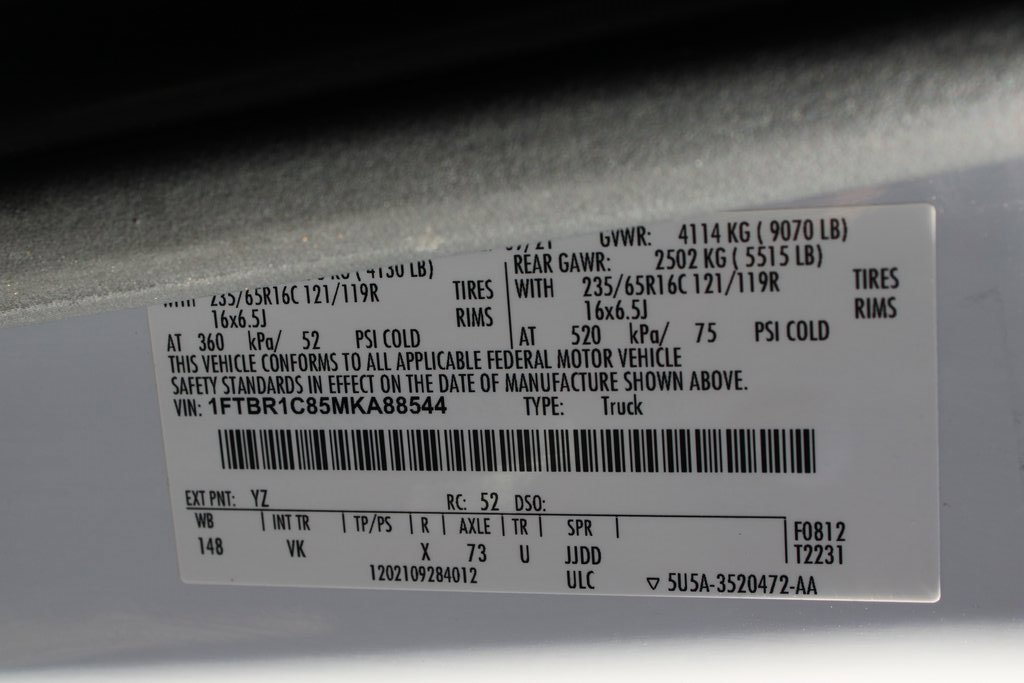 GVWR: 4114 KG ( 9070 LB)
4130 LB) REAR GAWR: 2502 KG ( 5515 LB)
WITH 235/65R16C 121/119R TIRES WITH 235/65R16C 121/119R TIRES
16x6.5J RIMS 16x6.5J RIMS
AT 360 kPa/ 52 PSI COLD AT 520 kPa/ 75 PSI COLD
THIS VEHICLE CONFORMS TO ALL APPLICABLE FEDERAL MOTOR VEHICLE
SAFETY STANDARDS IN EFFECT ON THE DATE OF MANUFACTURE SHOWN ABOVE.
VIN: 1FTBR1C85MKA88544 TYPE: Truck
EXT PNT: YZ RC: 52 DSO:
WB INT TR TP/PS R AXLE TR SPR F0812
148 VK X 73 U JJDD T2231
1202109284012 ULC ▽ 5U5A-3520472-AA